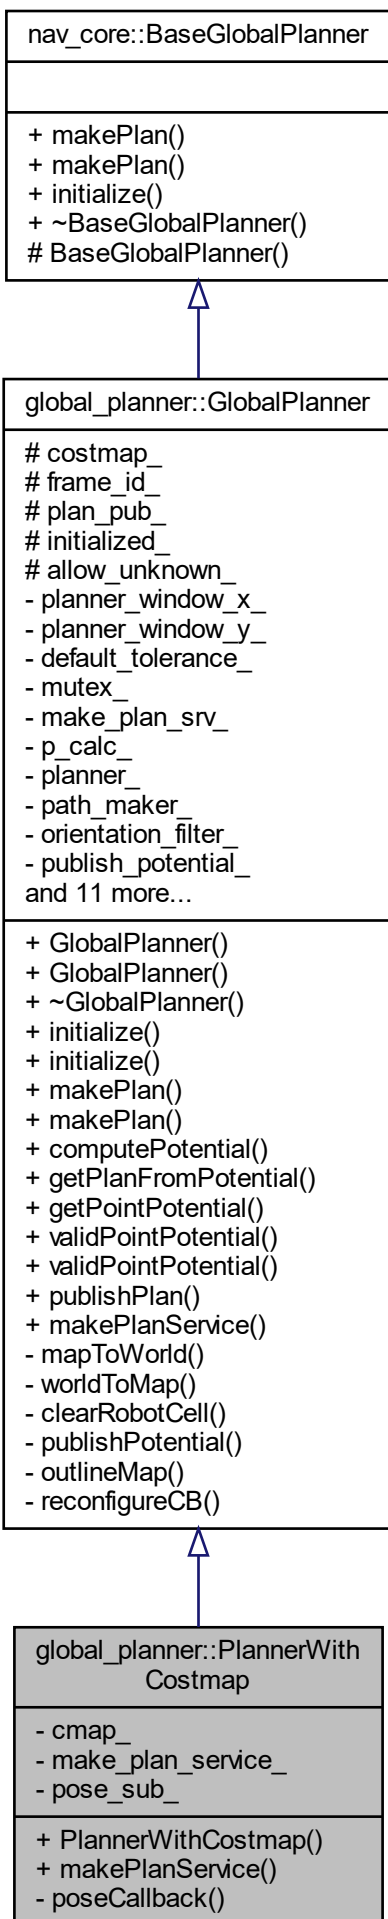 nav_core::BaseGlobalPlanner
+ makePlan()
+ makePlan()
+ initialize()
+ ~BaseGlobalPlanner()
# BaseGlobalPlanner()
global_planner::GlobalPlanner
# costmap_
# frame_id_
# plan_pub_
# initialized_
# allow_unknown_
- planner_window_x_
- planner_window_y_
- default_tolerance_
- mutex_
- make_plan_srv_
- p_calc_
- planner_
- path_maker_
- orientation_filter_
- publish_potential_
and 11 more...
+ GlobalPlanner()
+ GlobalPlanner()
+ ~GlobalPlanner()
+ initialize()
+ initialize()
+ makePlan()
+ makePlan()
+ computePotential()
+ getPlanFromPotential()
+ getPointPotential()
+ validPointPotential()
+ validPointPotential()
+ publishPlan()
+ makePlanService()
- mapToWorld()
- worldToMap()
- clearRobotCell()
- publishPotential()
- outlineMap()
- reconfigureCB()
global_planner::PlannerWith
Costmap
- cmap_
- make_plan_service_
- pose_sub_
+ PlannerWithCostmap()
+ makePlanService()
- poseCallback()